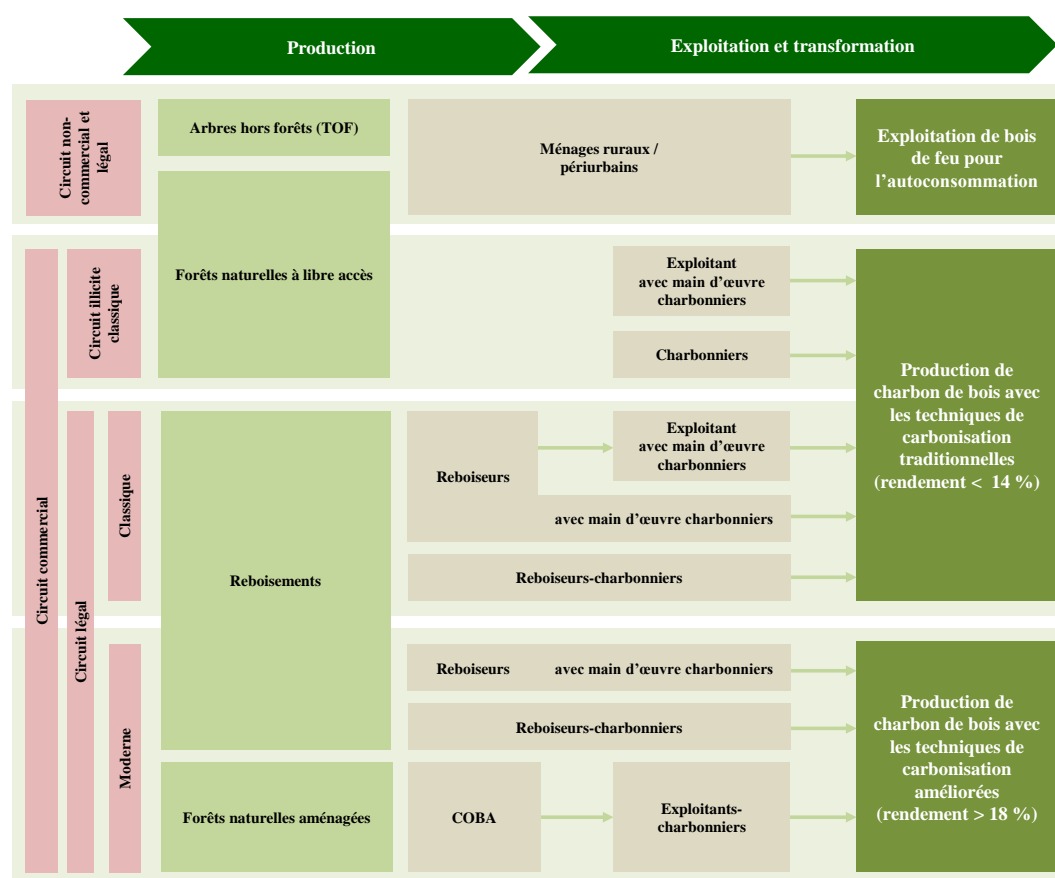 Production
Exploitation et transformation
Circuit non-
commercial et
légal
Arbres hors forêts (TOF)
Ménages ruraux /
périurbains
Exploitation de bois
de feu pour
l'autoconsommation
Circuit commercial
Circuit illicite
classique
Forêts naturelles à libre accès
Exploitant
avec main d'œuvre
charbonniers
Charbonniers
Production de
charbon de bois avec
les techniques de
carbonisation
traditionnelles
(rendement < 14 %)
Circuit légal
Classique
Reboisements
Reboiseurs
Exploitant
avec main d'œuvre
charbonniers
avec main d'œuvre charbonniers
Reboiseurs-charbonniers
Moderne
Reboiseurs
avec main d'œuvre charbonniers
Reboiseurs-charbonniers
Production de
charbon de bois avec
les techniques de
carbonisation
améliorées
(rendement > 18 %)
Forêts naturelles aménagées
COBA
Exploitants-
charbonniers